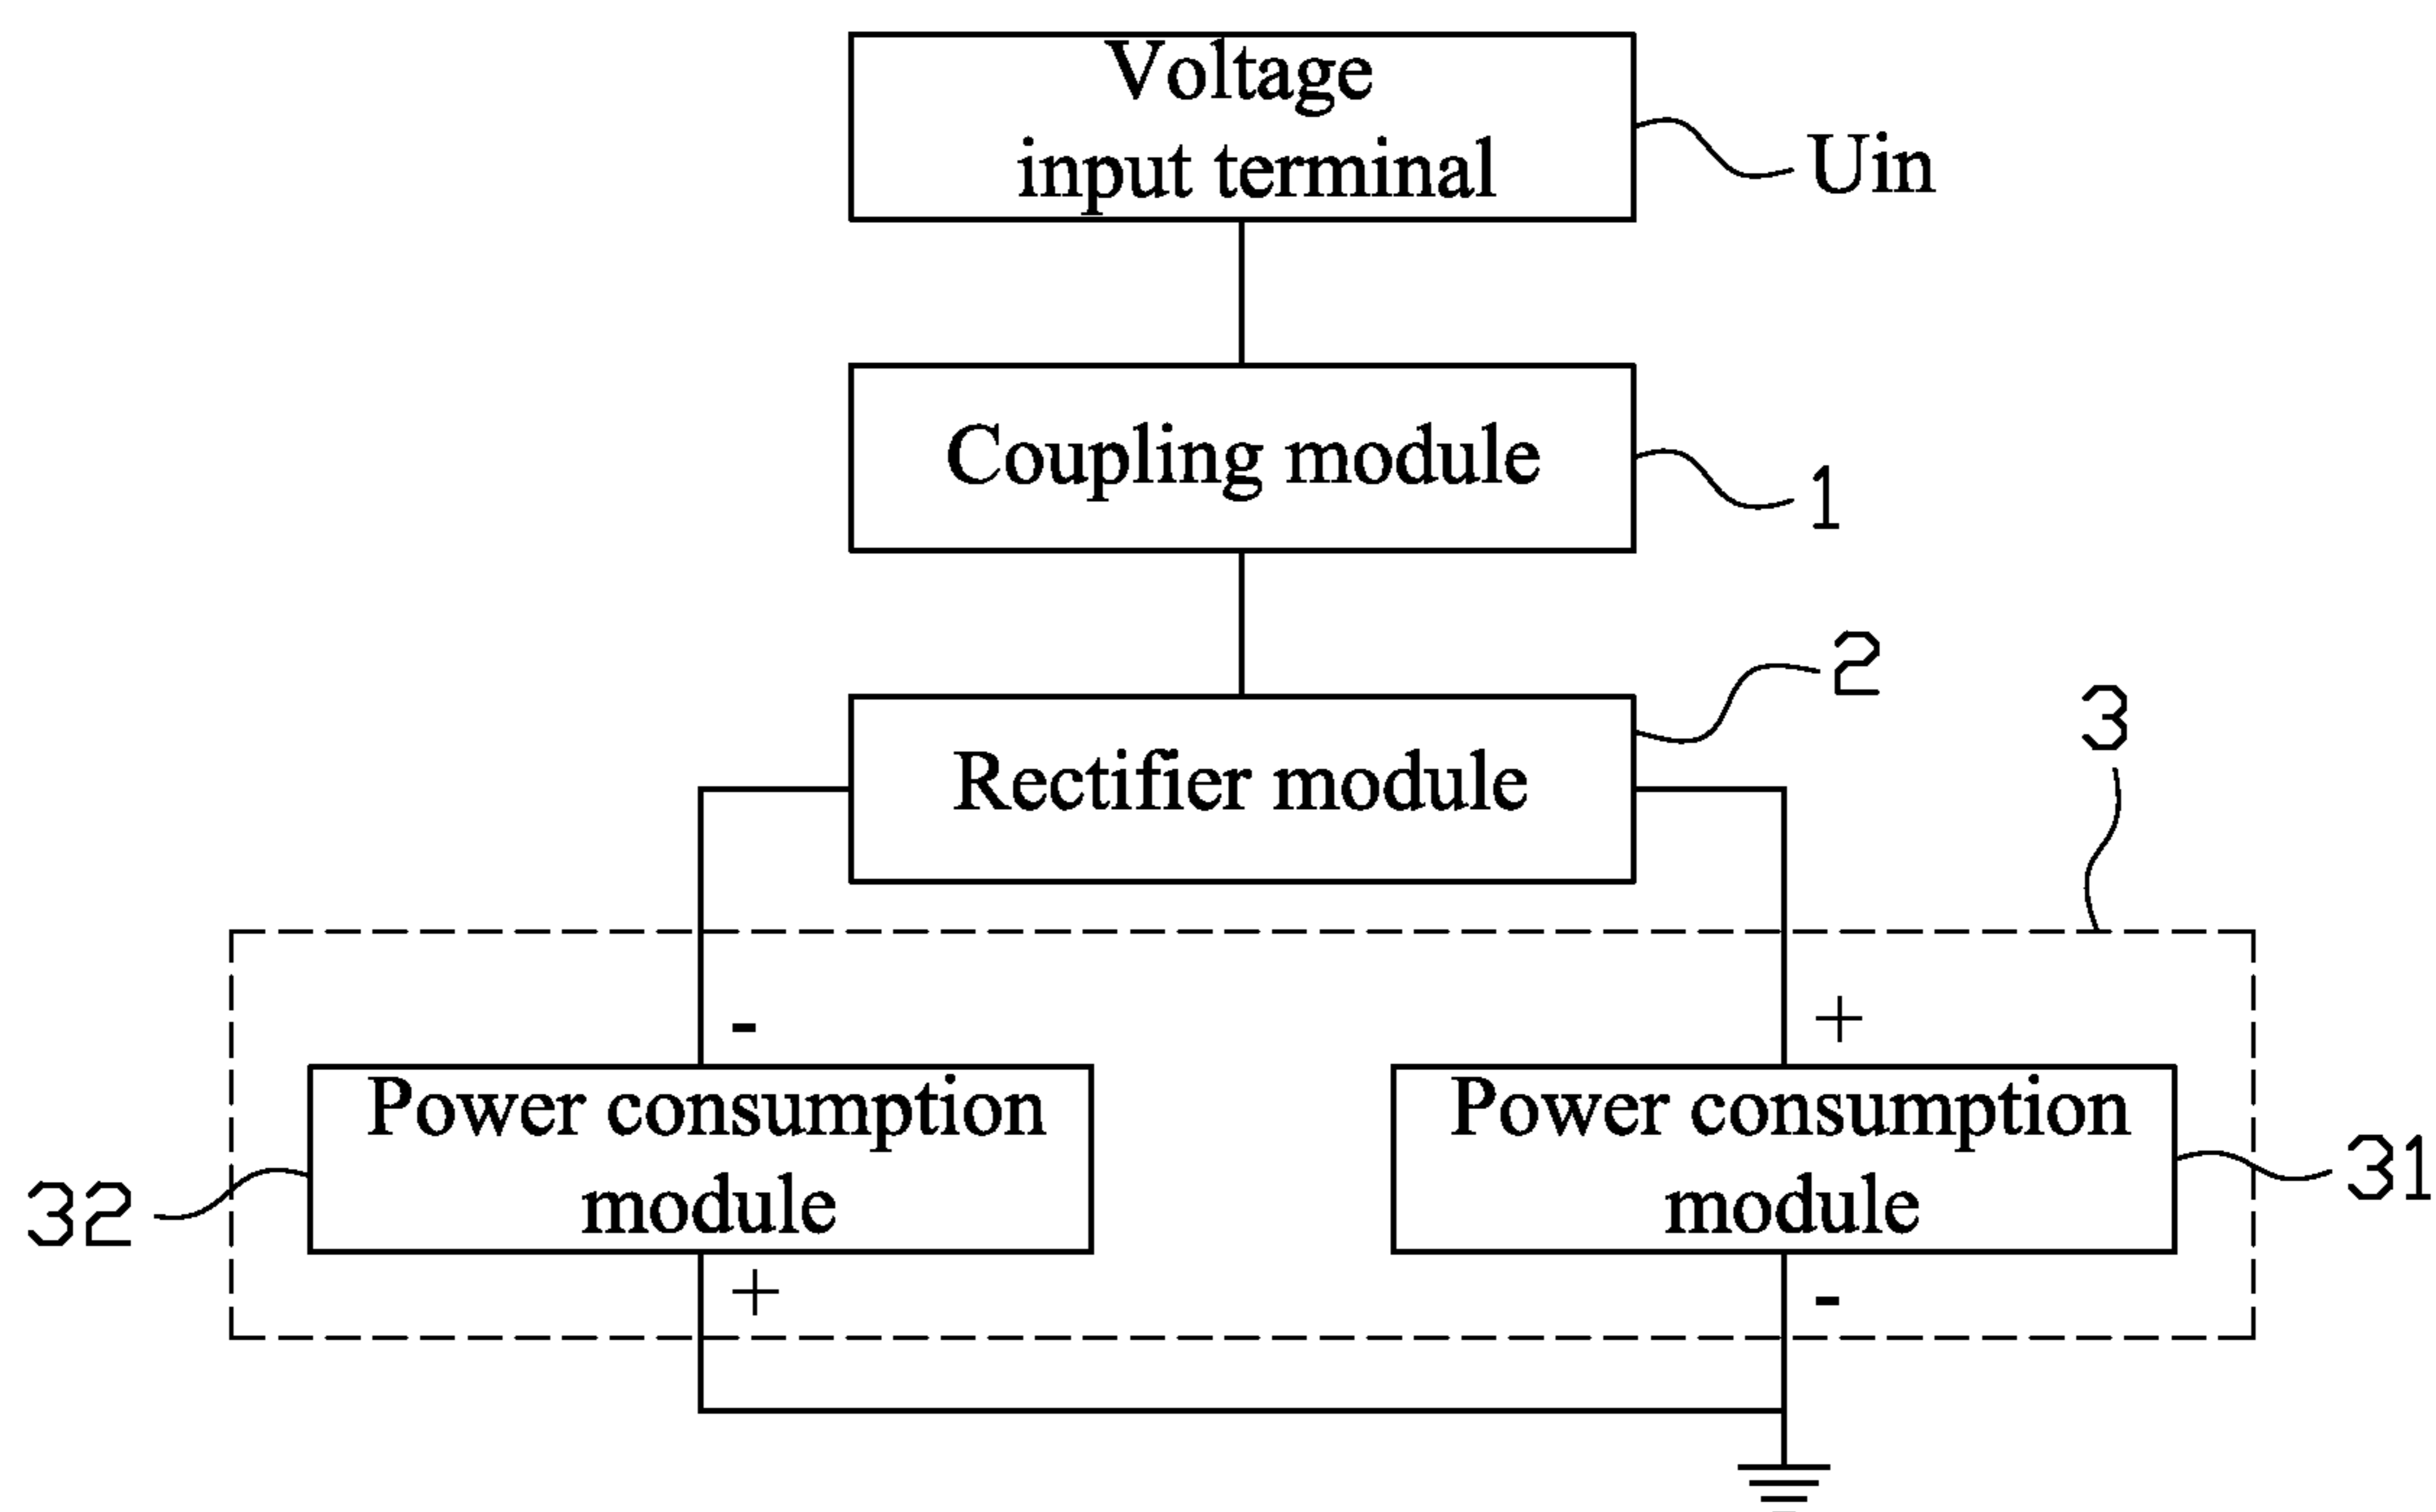 Voltage
input terminal
Uin
Coupling module
1
2
Rectifier module
3
-
+
Power consumption
module
Power consumption
module
32
31
+
-